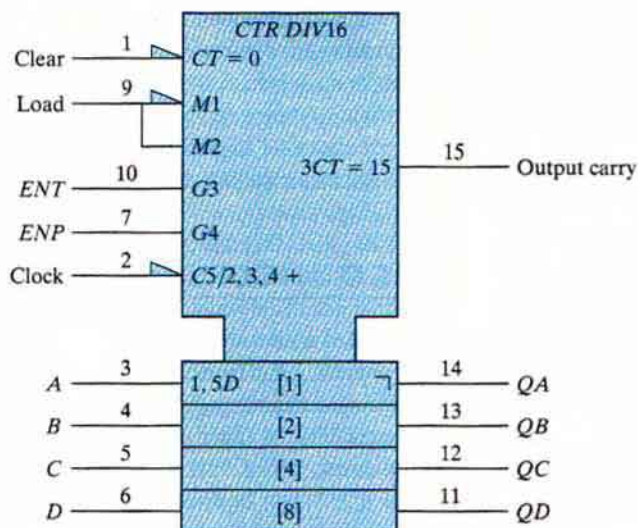 CTR DIV16
1
Clear
CT = 0
9
Load
M1
M2
15
3CT = 15
Output carry
10
ENT
G3
7
ENP
G4
2
Clock
C5/2, 3, 4 +
3
14
A
1, 5D
[1]
QA
4
13
B
[2]
QB
5
12
C
[4]
QC
6
11
D
[8]
QD